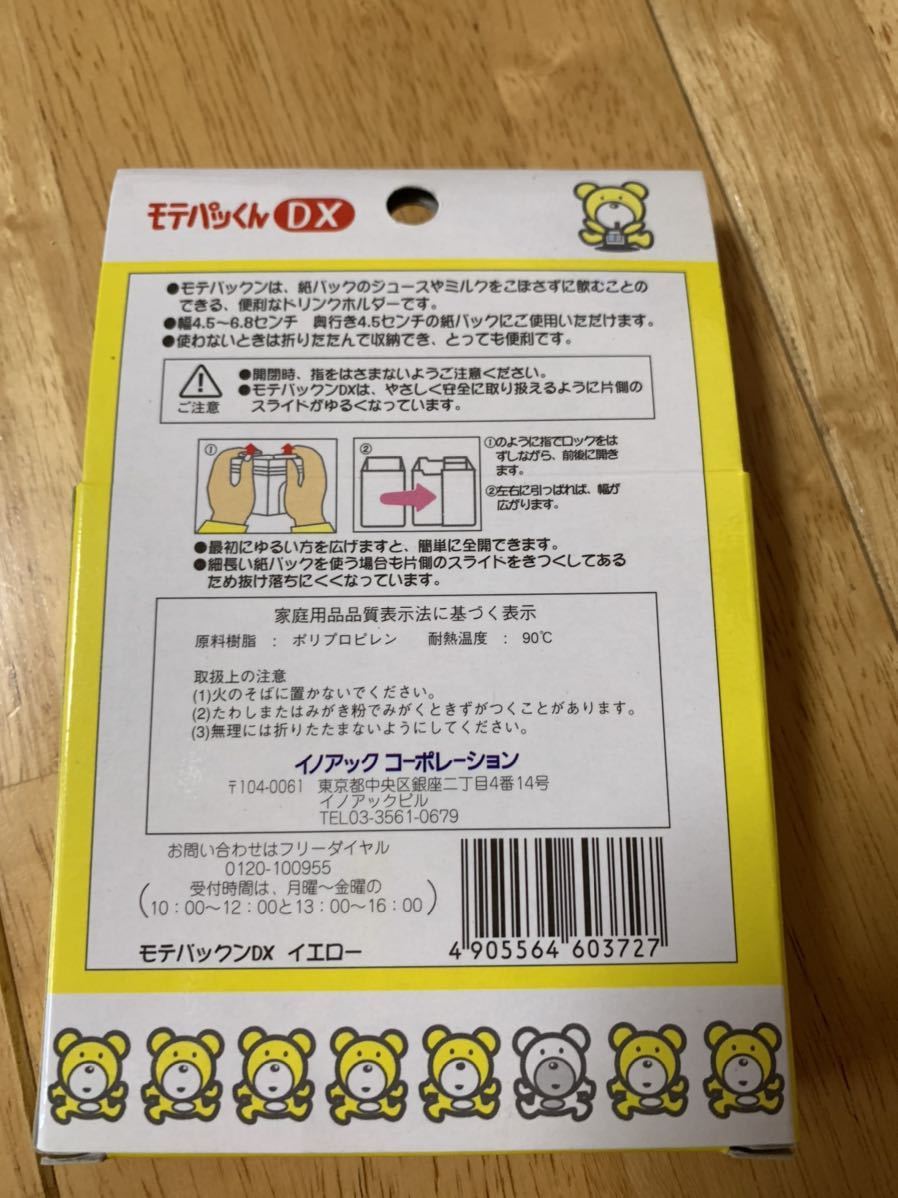 モテパッくん DX
●モテパックンは、紙パックのジュースやミルクをこぼさずに飲むことの
できる、便利なドリンクホルダーです。
●幅4.5～6.8センチ　奥行き4.5センチの紙パックにご使用いただけます。
●使わないときは折りたたんで収納でき、とっても便利です。
ご注意
●開閉時、指をはさまないようご注意ください。
●モテパックンDXは、やさしく安全に取り扱えるように片側の
スライドがゆるくなっています。
①
②
①のように指でロックをは
ずしながら、前後に開き
ます。
②左右に引っぱれば、幅が
広がります。
●最初にゆるい方を広げますと、簡単に全開できます。
●細長い紙パックを使う場合も片側のスライドをきつくしてある
ため抜け落ちにくくなっています。
家庭用品品質表示法に基づく表示
原料樹脂 ： ポリプロピレン　耐熱温度 ： 90℃
取扱上の注意
(1)火のそばに置かないでください。
(2)たわしまたはみがき粉でみがくときずがつくことがあります。
(3)無理には折りたたまないようにしてください。
イノアック コーポレーション
〒104-0061　東京都中央区銀座二丁目4番14号
イノアックビル
TEL03-3561-0679
お問い合わせはフリーダイヤル
0120-100955
(受付時間は、月曜～金曜の
10：00～12：00と13：00～16：00)
モテパックンDX　イエロー
4 905564 603727